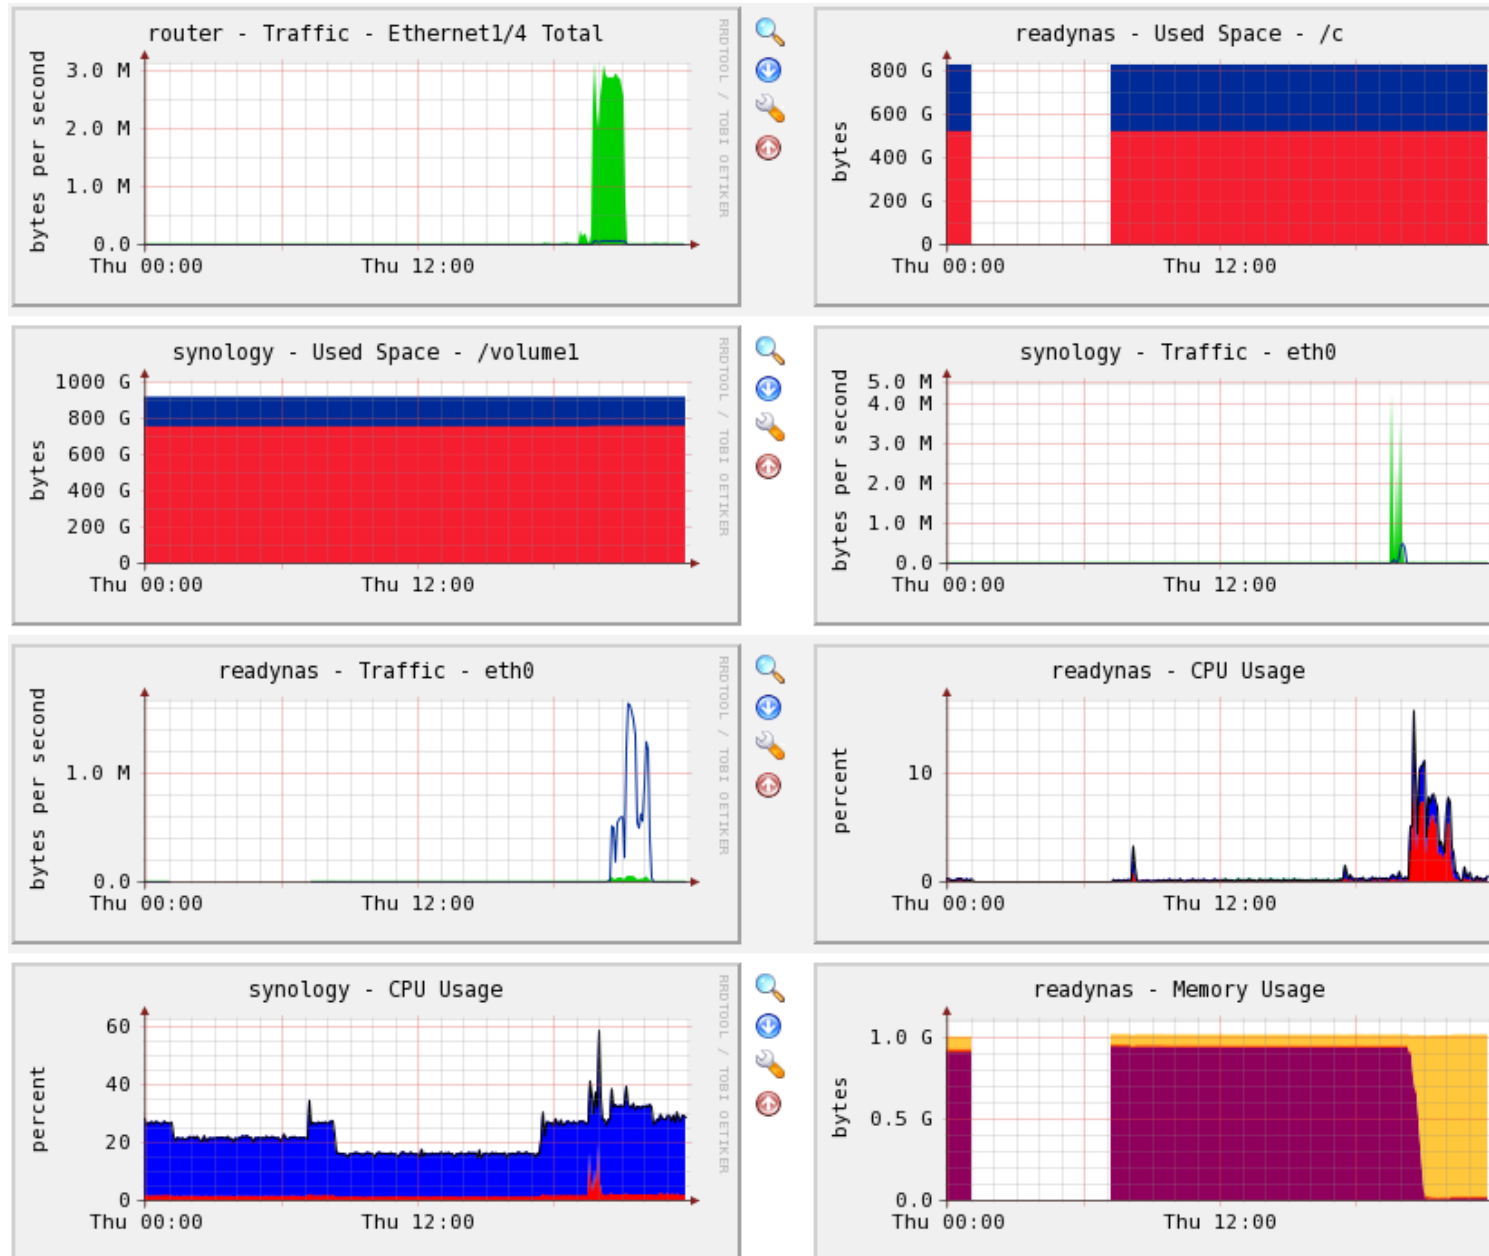 router - Traffic - Ethernet1/4 Total
bytes per second
3.0 M
2.0 M
1.0 M
0.0
Thu 00:00 Thu 12:00
RRDTOOL / TOBI OETIKER
readynas - Used Space - /c
bytes
800 G
600 G
400 G
200 G
0
Thu 00:00 Thu 12:00
synology - Used Space - /volume1
bytes
1000 G
800 G
600 G
400 G
200 G
0
Thu 00:00 Thu 12:00
RRDTOOL / TOBI OETIKER
synology - Traffic - eth0
bytes per second
5.0 M
4.0 M
3.0 M
2.0 M
1.0 M
0.0
Thu 00:00 Thu 12:00
readynas - Traffic - eth0
bytes per second
1.0 M
0.0
Thu 00:00 Thu 12:00
RRDTOOL / TOBI OETIKER
readynas - CPU Usage
percent
10
0
Thu 00:00 Thu 12:00
synology - CPU Usage
percent
60
40
20
0
Thu 00:00 Thu 12:00
RRDTOOL / TOBI OETIKER
readynas - Memory Usage
bytes
1.0 G
0.5 G
0.0
Thu 00:00 Thu 12:00